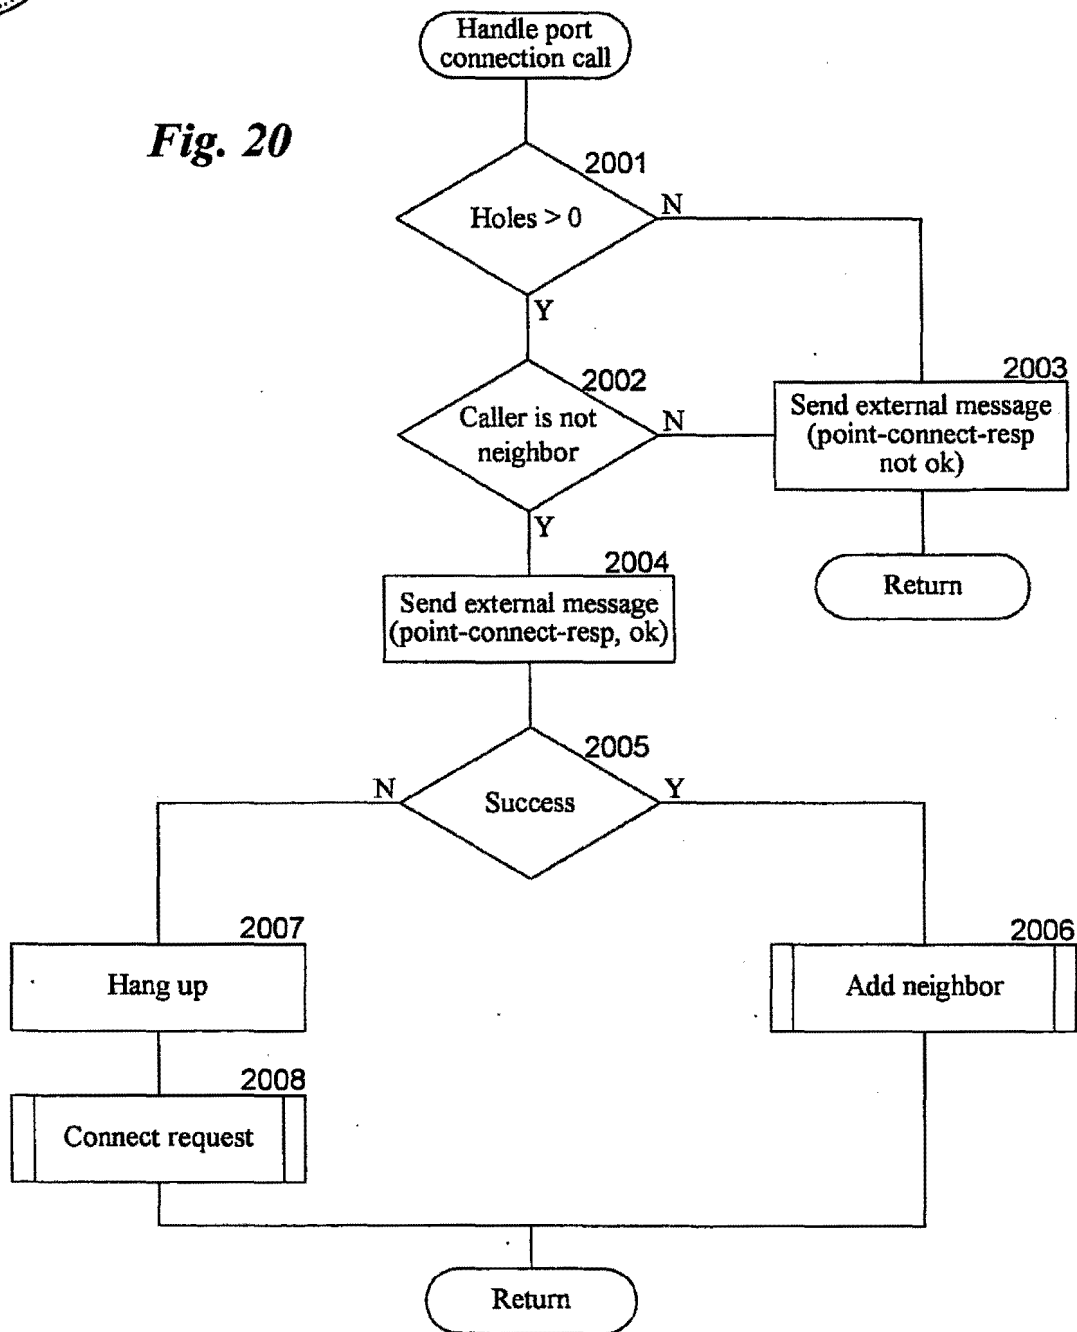 Handle port
connection call
Fig. 20
2001
Holes > 0
N
Y
2002
Caller is not
neighbor
N
Y
2003
Send external message
(point-connect-resp
not ok)
Return
2004
Send external message
(point-connect-resp, ok)
2005
Success
N
Y
2007
Hang up
2006
Add neighbor
2008
Connect request
Return